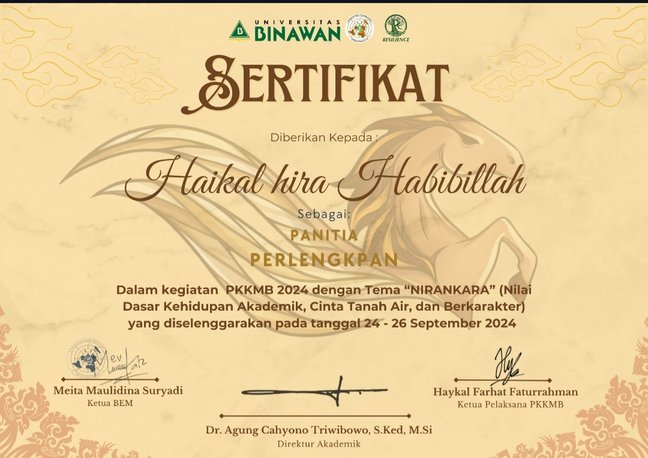 UNIVERSITAS
BINAWAN
RESILIENCE
SERTIFIKAT
Diberikan Kepada :
Haikal hira Habibillah
Sebagai:
PANITIA
PERLENGKPAN
Dalam kegiatan PKKMB 2024 dengan Tema “NIRANKARA” (Nilai
Dasar Kehidupan Akademik, Cinta Tanah Air, dan Berkarakter)
yang diselenggarakan pada tanggal 24 - 26 September 2024
Meita Maulidina Suryadi
Ketua BEM
Haykal Farhat Faturrahman
Ketua Pelaksana PKKMB
Dr. Agung Cahyono Triwibowo, S.Ked, M.Si
Direktur Akademik